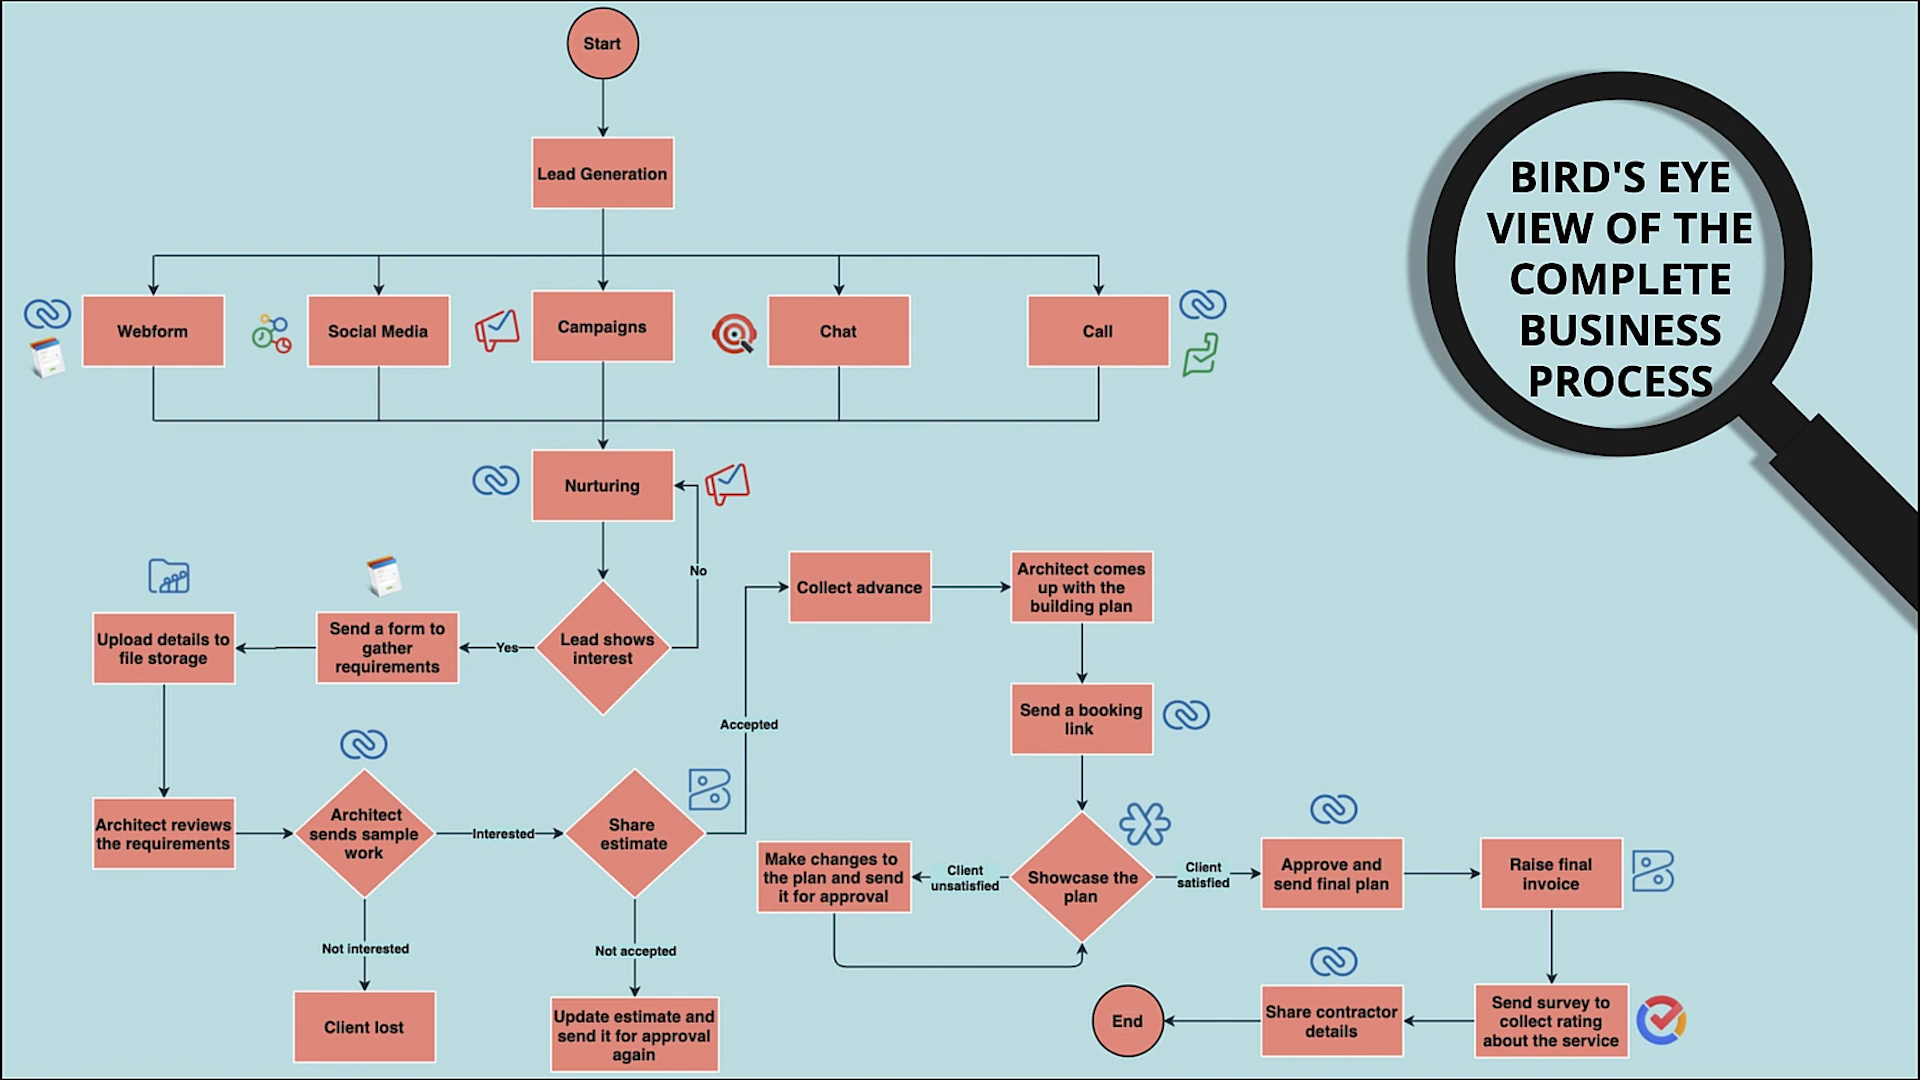 Start
BIRD'S EYE
VIEW OF THE
COMPLETE
BUSINESS
PROCESS
Lead Generation
Webform
Social Media
Campaigns
Chat
Call
Nurturing
No
Collect advance
Architect comes
up with the
building plan
Upload details to
file storage
Send a form to
gather
requirements
Yes
Lead shows
interest
Accepted
Send a booking
link
Architect reviews
the requirements
Architect
sends sample
work
Interested
Share
estimate
Make changes to
the plan and send
it for approval
Client
unsatisfied
Showcase the
plan
Client
satisfied
Approve and
send final plan
Raise final
invoice
Not interested
Not accepted
Client lost
Update estimate and
send it for approval
again
End
Share contractor
details
Send survey to
collect rating
about the service